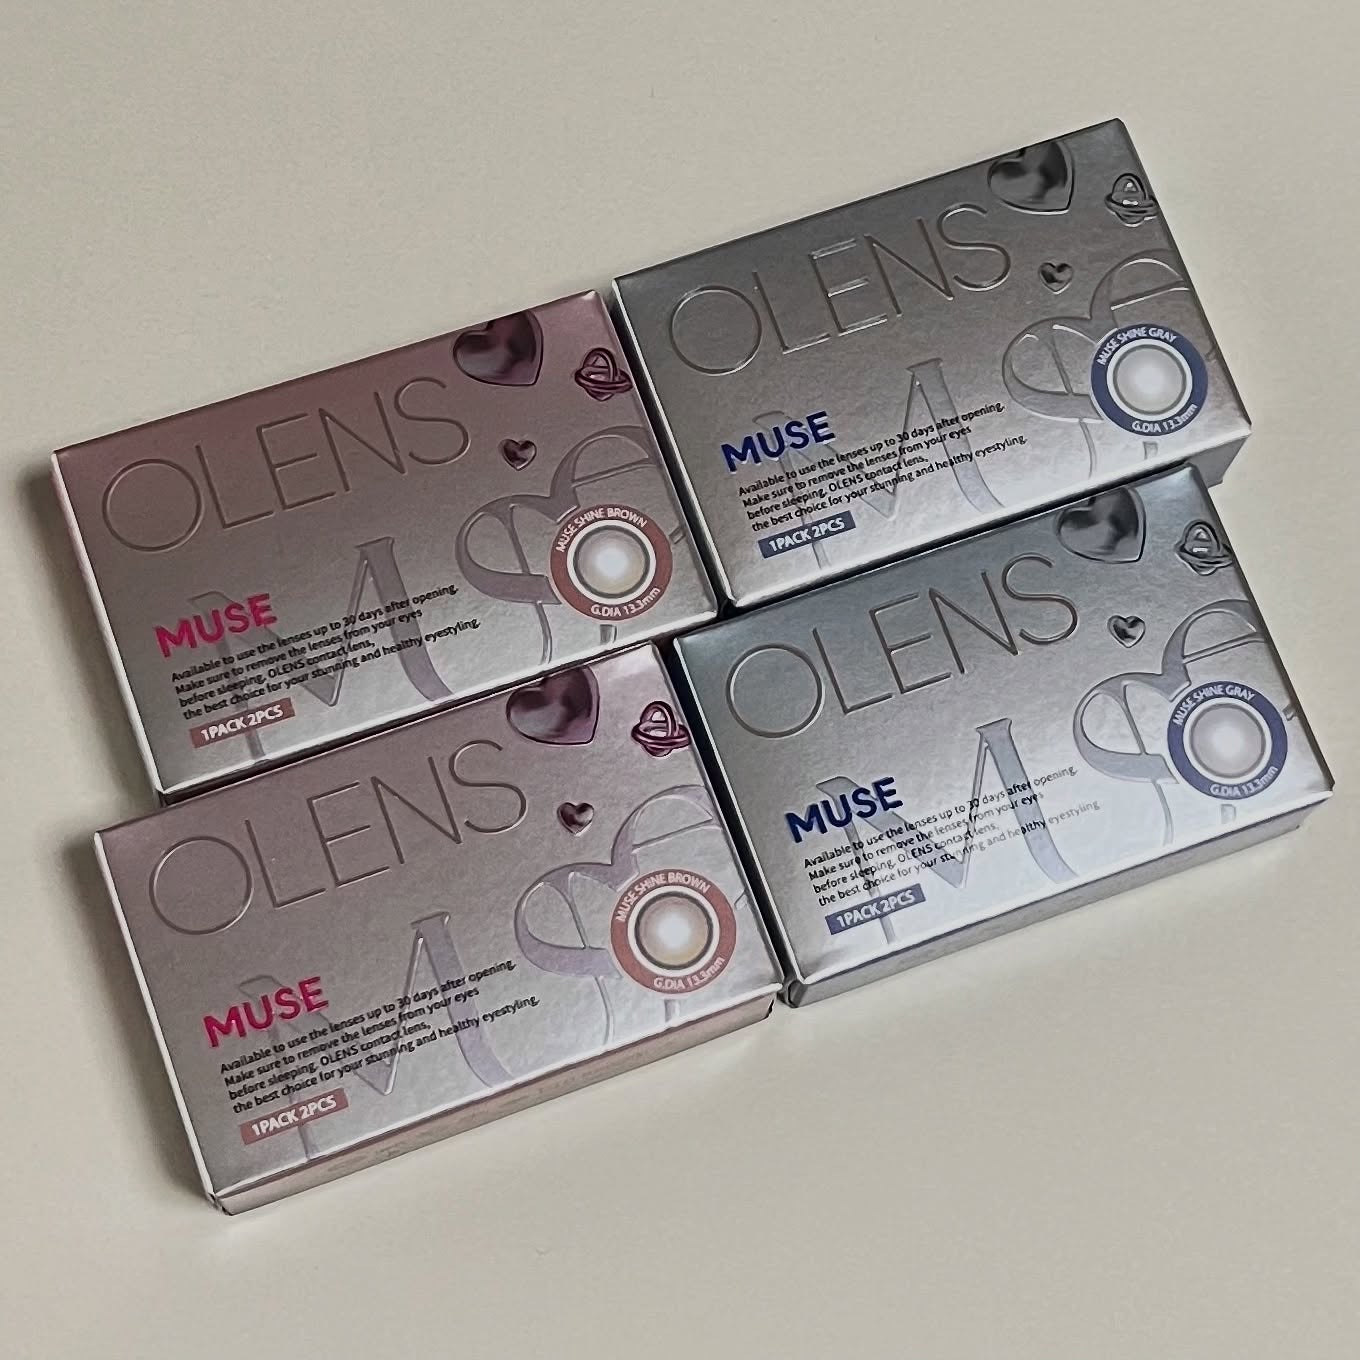 OLENS
MUSE SHINE BROWN
G.DIA 13.3mm
MUSE
Available to use the lenses up to 30 days after opening.
Make sure to remove the lenses from your eyes
before sleeping. OLENS contact lens,
the best choice for your stunning and healthy eyestyling.
1PACK 2PCS
OLENS
MUSE SHINE GRAY
G.DIA 13.3mm
MUSE
Available to use the lenses up to 30 days after opening.
Make sure to remove the lenses from your eyes
before sleeping. OLENS contact lens,
the best choice for your stunning and healthy eyestyling.
1PACK 2PCS
OLENS
MUSE SHINE BROWN
G.DIA 13.3mm
MUSE
Available to use the lenses up to 30 days after opening.
Make sure to remove the lenses from your eyes
before sleeping. OLENS contact lens,
the best choice for your stunning and healthy eyestyling.
1PACK 2PCS
OLENS
MUSE SHINE GRAY
G.DIA 13.3mm
MUSE
Available to use the lenses up to 30 days after opening.
Make sure to remove the lenses from your eyes
before sleeping. OLENS contact lens,
the best choice for your stunning and healthy eyestyling
1PACK 2PCS